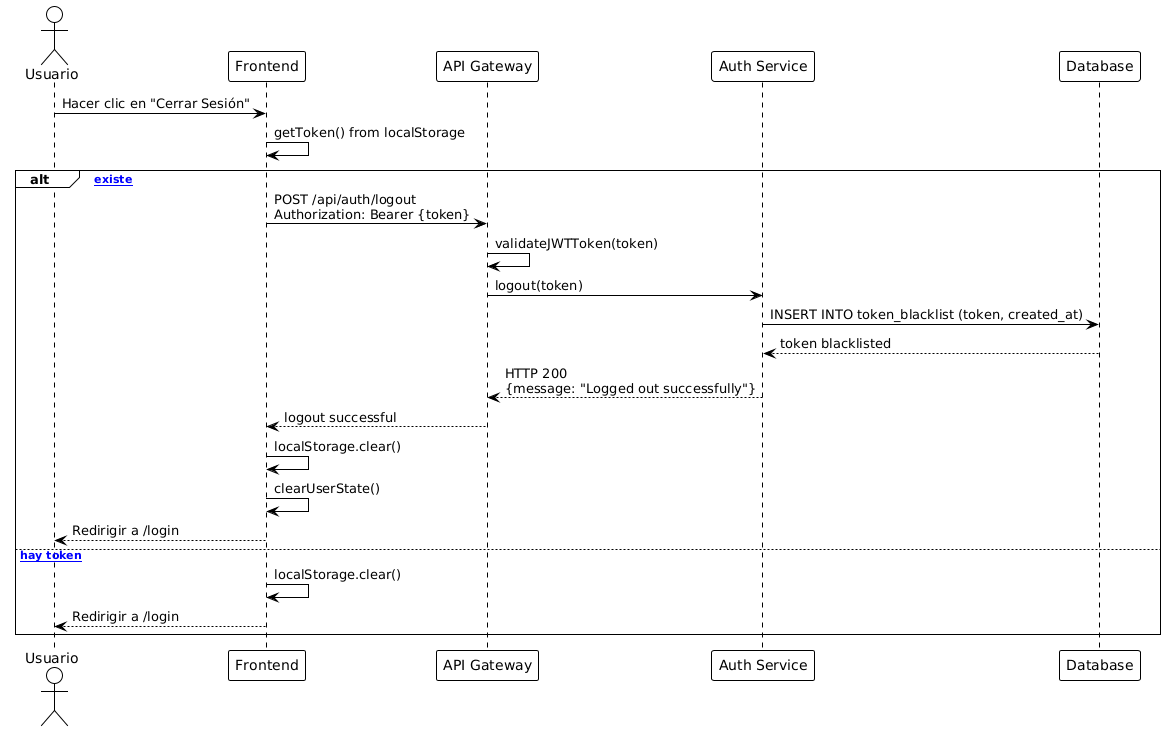 Usuario
Frontend
API Gateway
Auth Service
Database
Hacer clic en "Cerrar Sesión"
getToken() from localStorage
alt
existe
POST /api/auth/logout
Authorization: Bearer {token}
validateJWTToken(token)
logout(token)
INSERT INTO token_blacklist (token, created_at)
token blacklisted
HTTP 200
{message: "Logged out successfully"}
logout successful
localStorage.clear()
clearUserState()
Redirigir a /login
hay token
localStorage.clear()
Redirigir a /login
Usuario
Frontend
API Gateway
Auth Service
Database